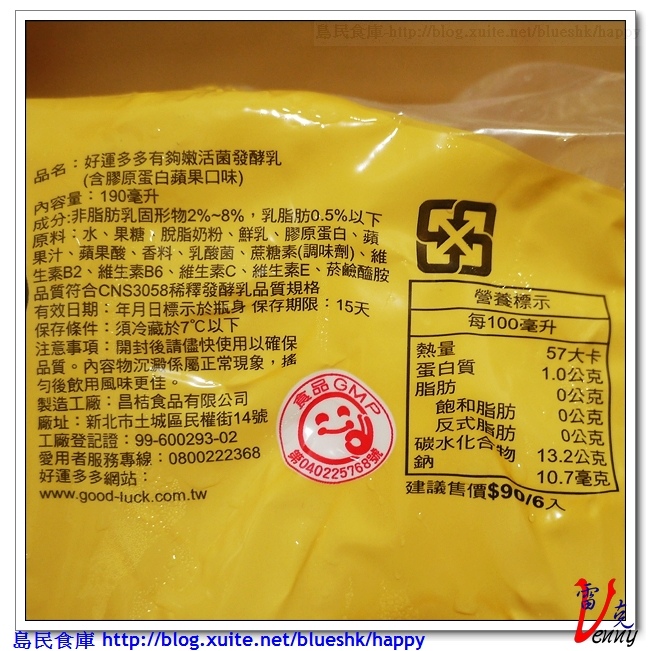 島民食庫-http://blog.xuite.net/blueshk/happy
品名：好運多多有夠嫩活菌發酵乳
(含膠原蛋白蘋果口味)
內容量：190毫升
成分:非脂肪乳固形物2%~8%，乳脂肪0.5%以下
原料：水、果糖、脫脂奶粉、鮮乳、膠原蛋白、蘋
果汁、蘋果酸、香料、乳酸菌、蔗糖素(調味劑)、維
生素B2、維生素B6、維生素C、維生素E、菸鹼醯胺
品質符合CNS3058稀釋發酵乳品質規格
有效日期：年月日標示於瓶身 保存期限：15天
保存條件：須冷藏於7℃以下
注意事項：開封後請儘快使用以確保
品質。內容物沉澱係屬正常現象，搖
勻後飲用風味更佳。
製造工廠：昌桔食品有限公司
廠址：新北市土城區民權街14號
工廠登記證：99-600293-02
愛用者服務專線：0800222368
好運多多網站：
www.good-luck.com.tw
食品GMP
第040225768號
營養標示
每100毫升
熱量 57大卡
蛋白質 1.0公克
脂肪 0公克
飽和脂肪 0公克
反式脂肪 0公克
碳水化合物 13.2公克
鈉 10.7毫克
建議售價$90/6入
雷克
Venny
島民食庫 http://blog.xuite.net/blueshk/happy